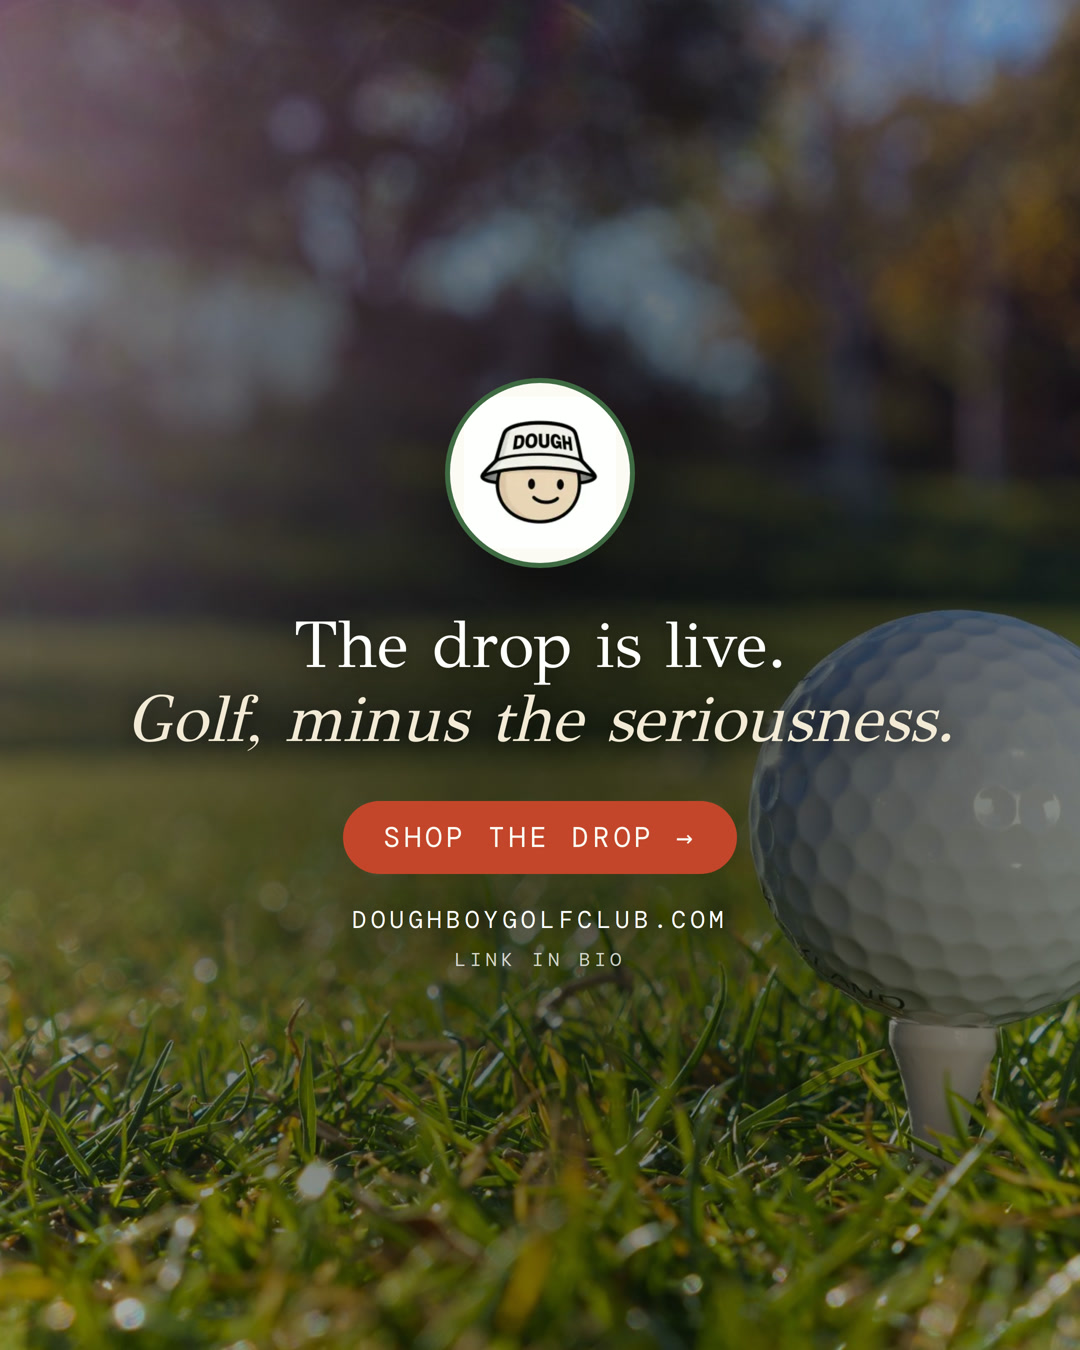 DOUGH
The drop is live.
Golf, minus the seriousness.
SHOP THE DROP →
DOUGHBOYGOLFCLUB.COM
LINK IN BIO